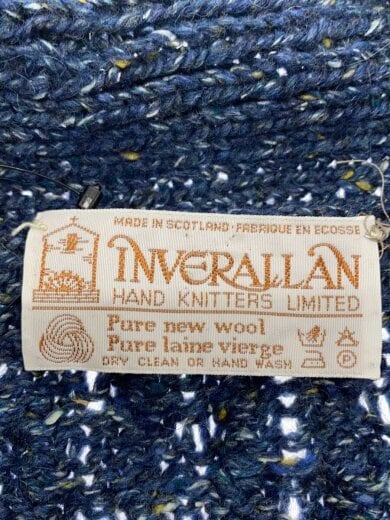 MADE IN SCOTLAND · FABRIQUE EN ECOSSE
INVERALLAN
HAND KNITTERS LIMITED
Pure new wool
Pure laine vierge
DRY CLEAN OR HAND WASH
P